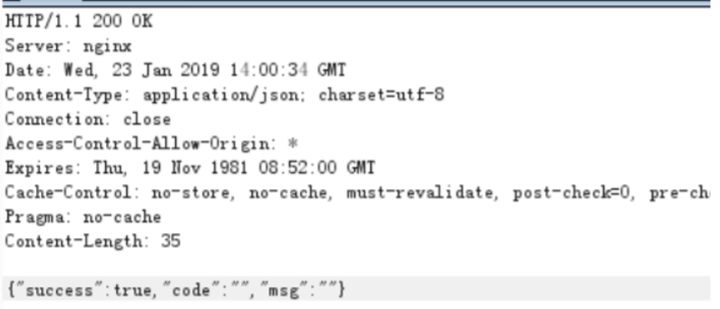 HTTP/1.1 200 OK
Server: nginx
Date: Wed, 23 Jan 2019 14:00:34 GMT
Content-Type: application/json; charset=utf-8
Connection: close
Access-Control-Allow-Origin: *
Expires: Thu, 19 Nov 1981 08:52:00 GMT
Cache-Control: no-store, no-cache, must-revalidate, post-check=0, pre-ch
Pragma: no-cache
Content-Length: 35
{"success":true,"code":"","msg":""}